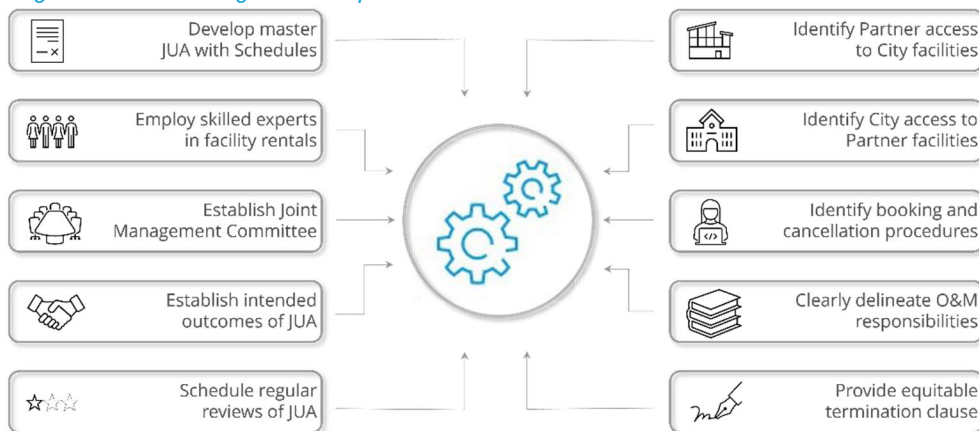 Develop master
JUA with Schedules
Employ skilled experts
in facility rentals
Establish Joint
Management Committee
Establish intended
outcomes of JUA
Schedule regular
reviews of JUA
Identify Partner access
to City facilities
Identify City access to
Partner facilities
Identify booking and
cancellation procedures
</>
Clearly delineate O&M
responsibilities
Provide equitable
termination clause